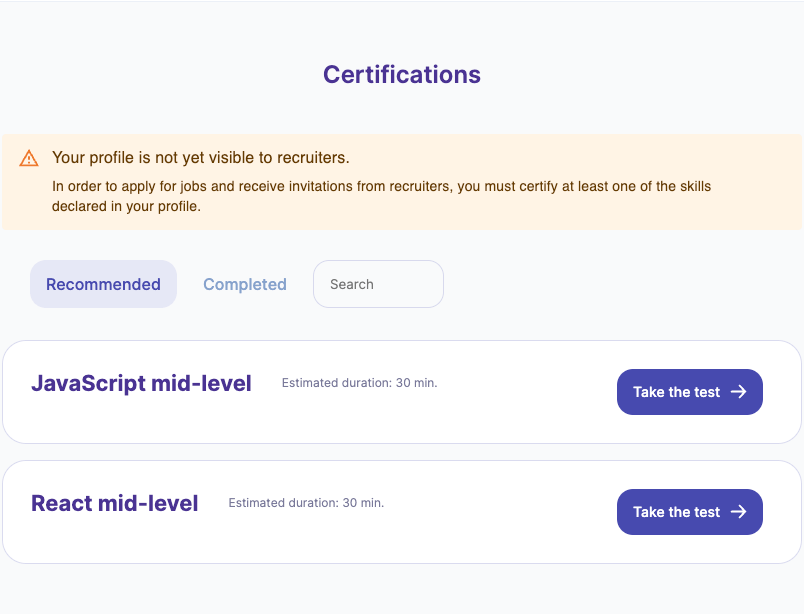 Certifications
Your profile is not yet visible to recruiters.
In order to apply for jobs and receive invitations from recruiters, you must certify at least one of the skills
declared in your profile.
Recommended
Completed
Search
JavaScript mid-level
Estimated duration: 30 min.
Take the test
React mid-level
Estimated duration: 30 min.
Take the test